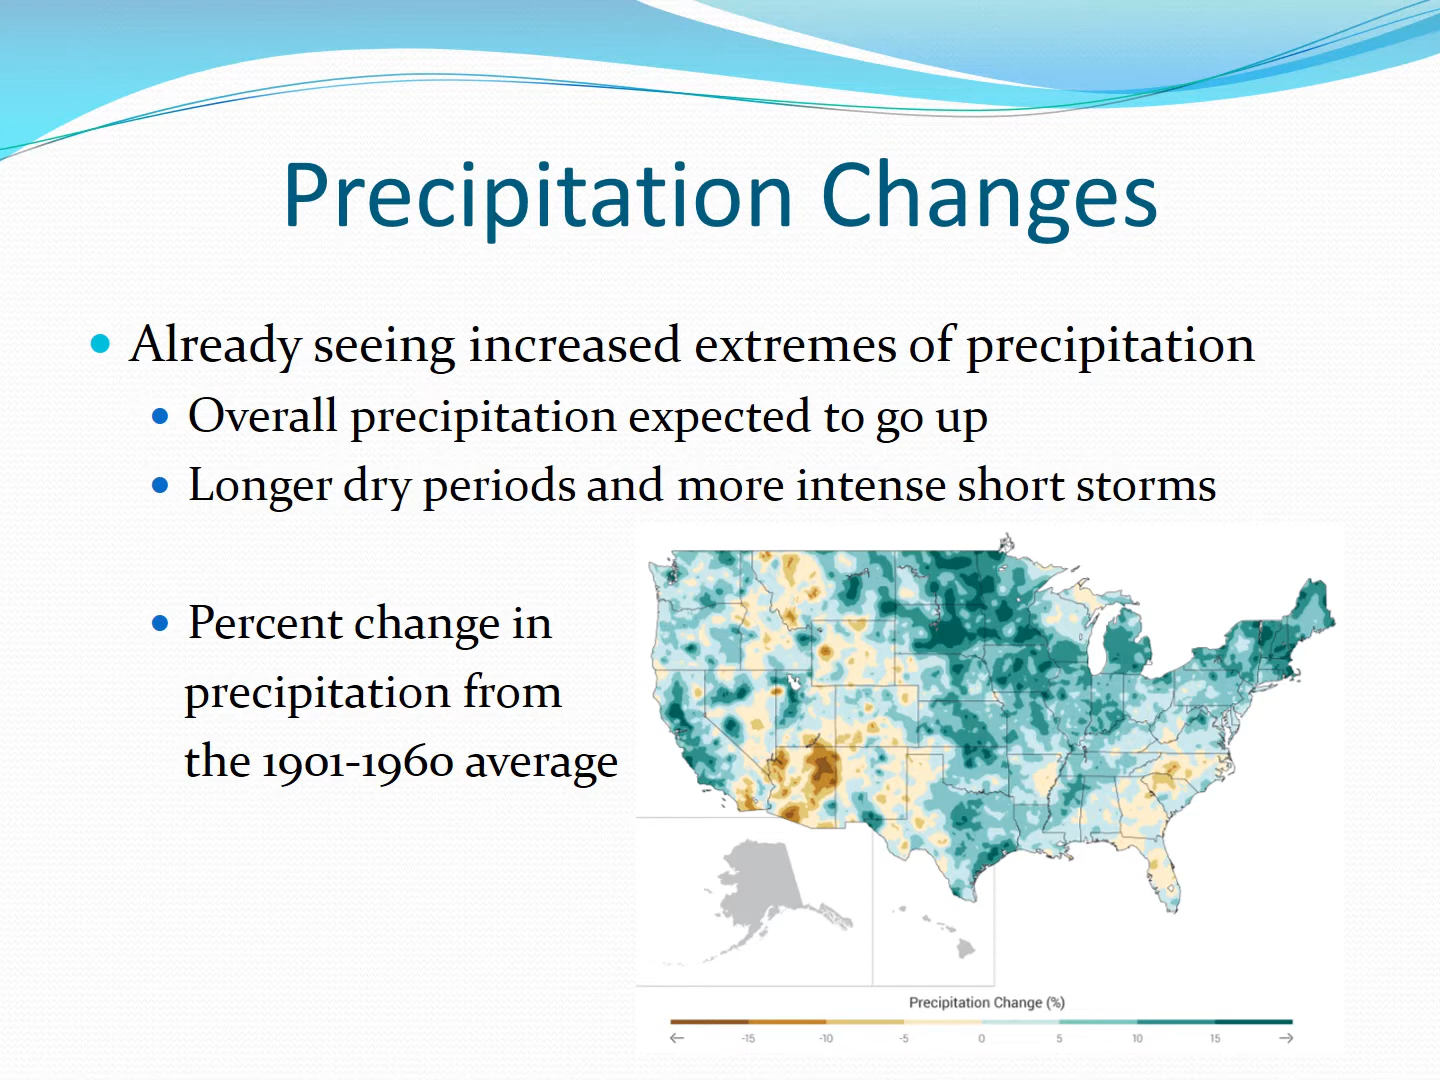 Precipitation Changes
• Already seeing increased extremes of precipitation
• Overall precipitation expected to go up
• Longer dry periods and more intense short storms
• Percent change in
precipitation from
the 1901-1960 average
Precipitation Change (%)
← -15 -10 -5 0 5 10 15 →